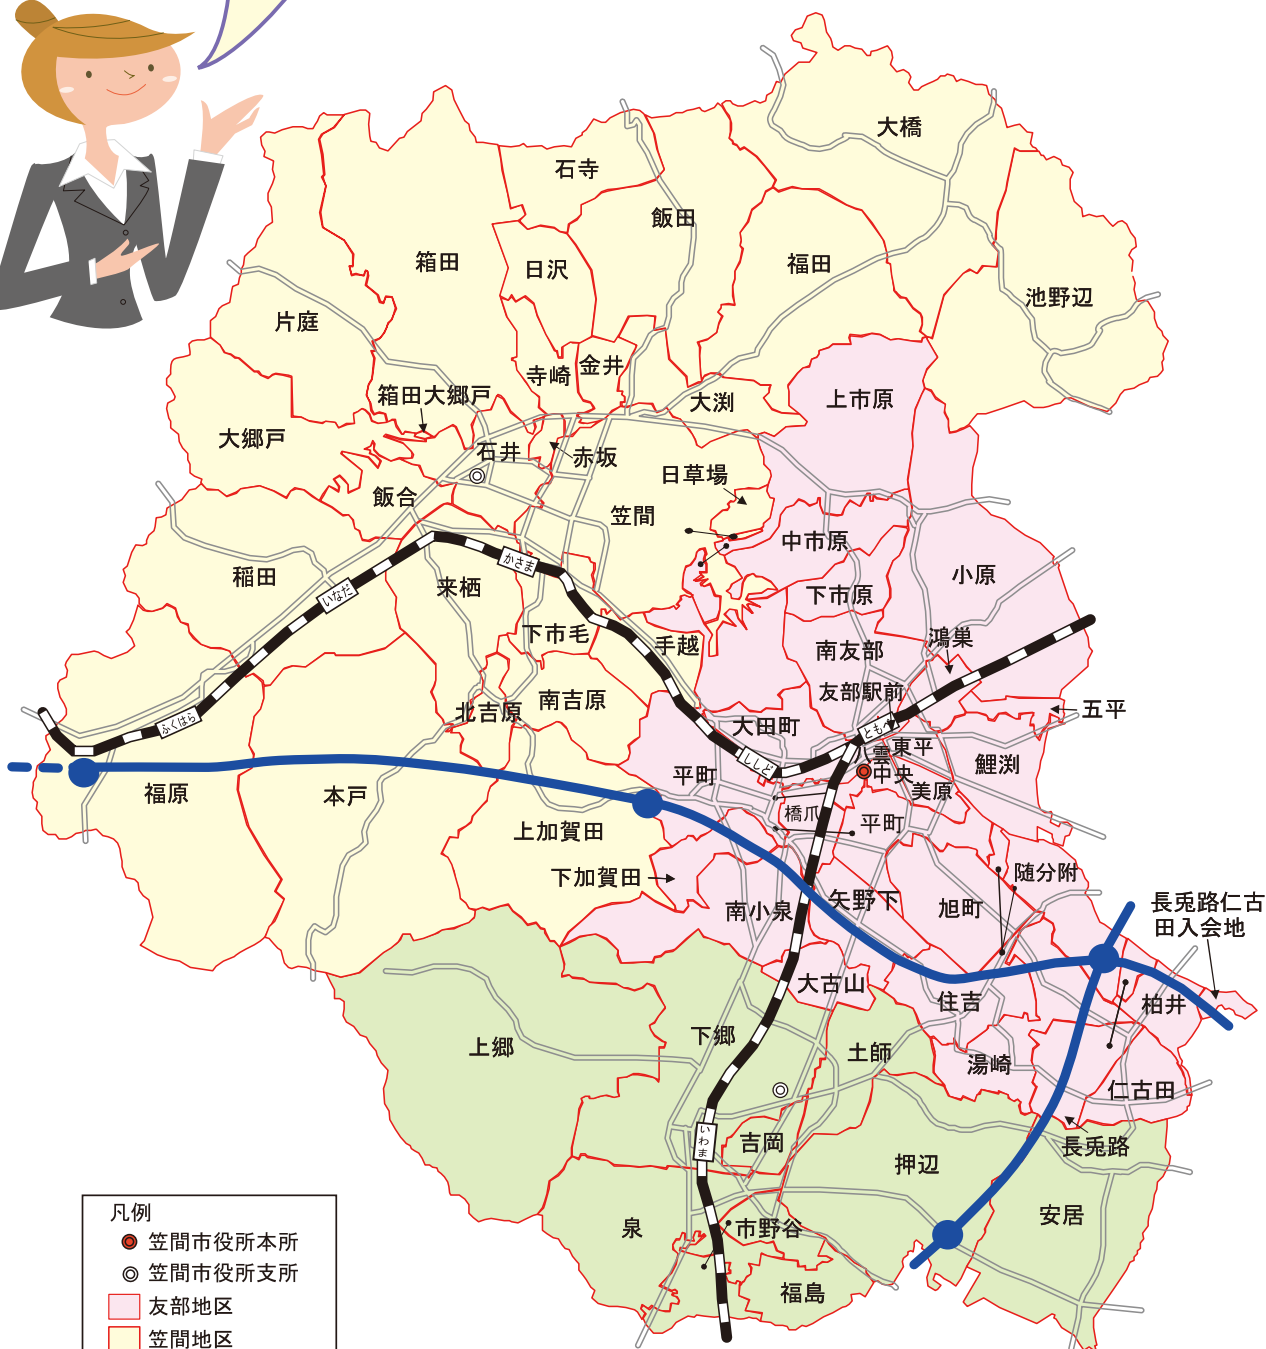 大橋
石寺
飯田
箱田
日沢
福田
池野辺
片庭
寺崎
金井
箱田大郷戸
大渕
上市原
大郷戸
石井
赤坂
日草場
飯合
笠間
中市原
稲田
いなだ
かさま
来栖
下市原
小原
下市毛
手越
南友部
鴻巣
友部駅前
南吉原
北吉原
ふくはら
大田町
五平
ともべ
東平
八雲
中央
ししど
平町
鯉渕
福原
本戸
美原
橋爪
平町
上加賀田
下加賀田
随分附
矢野下
旭町
南小泉
長兎路仁古
田入会地
大古山
住吉
柏井
上郷
下郷
土師
湯崎
仁古田
いわま
吉岡
長兎路
押辺
安居
泉
市野谷
福島
凡例
笠間市役所本所
笠間市役所支所
友部地区
笠間地区